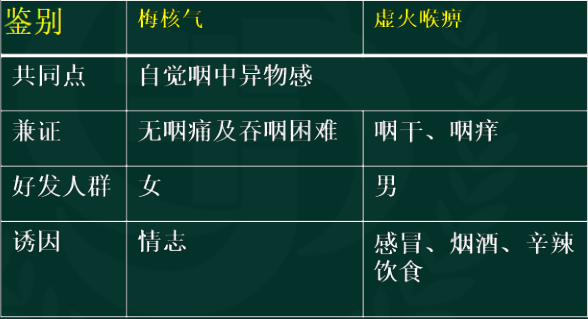 鉴别 梅核气 虚火喉痹
共同点 自觉咽中异物感
兼证 无咽痛及吞咽困难 咽干、咽痒
好发人群 女 男
诱因 情志 感冒、烟酒、辛辣
饮食